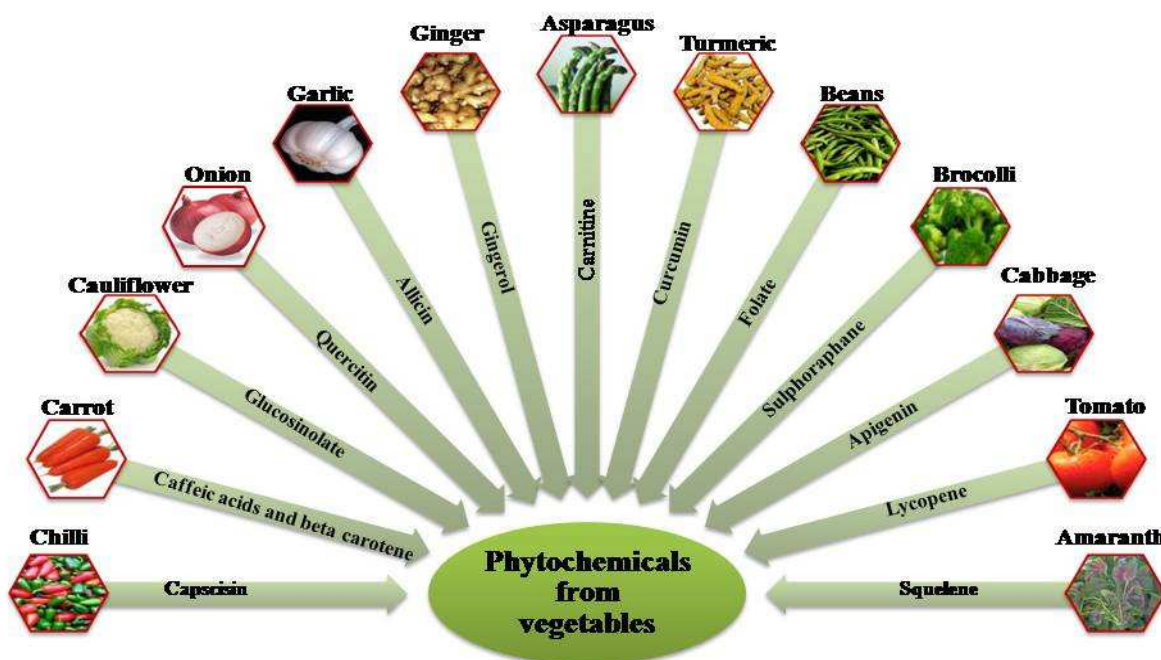 Asparagus
Ginger
Turmeric
Garlic
Beans
Onion
Brocolli
Cauliflower
Cabbage
Carrot
Tomato
Chilli
Amaranth
Capscisin
Caffeic acids and beta carotene
Glucosinolate
Quercitin
Allicin
Gingerol
Carnitine
Curcumin
Folate
Sulphoraphane
Apigenin
Lycopene
Squelene
Phytochemicals
from
vegetables